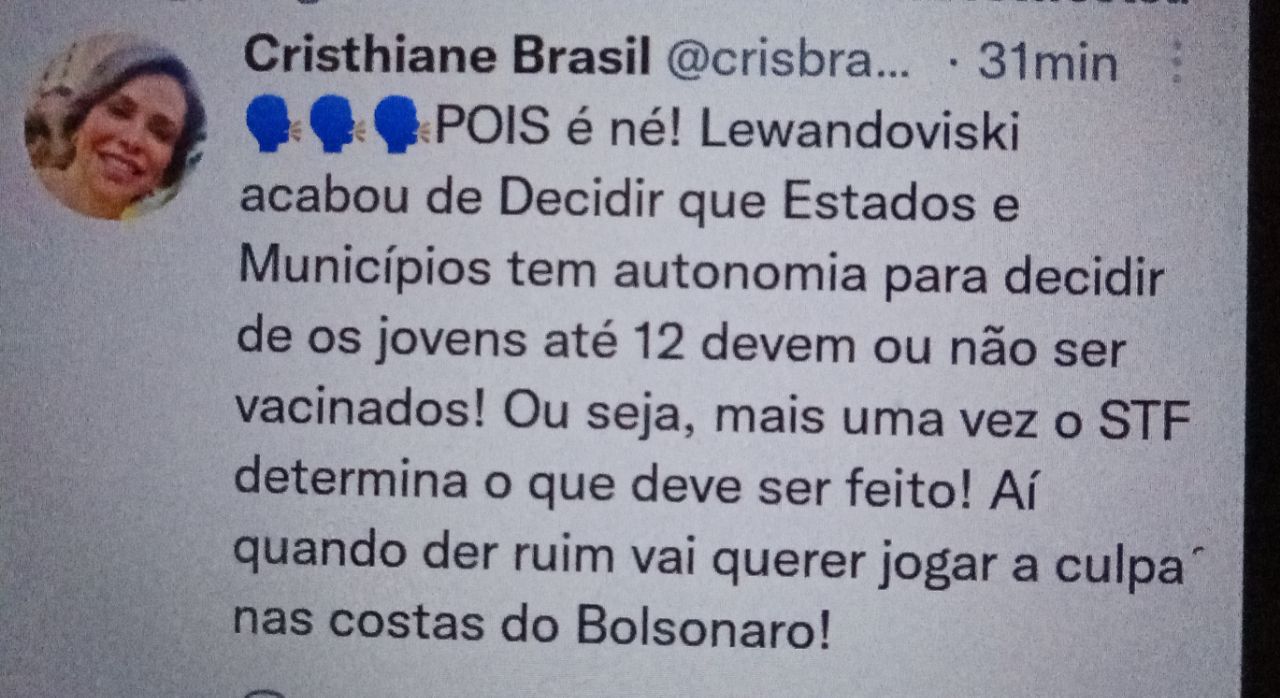 Cristhiane Brasil @crisbra... · 31min
🗣🗣🗣POIS é né! Lewandoviski
acabou de Decidir que Estados e
Municípios tem autonomia para decidir
de os jovens até 12 devem ou não ser
vacinados! Ou seja, mais uma vez o STF
determina o que deve ser feito! Aí
quando der ruim vai querer jogar a culpa´
nas costas do Bolsonaro!